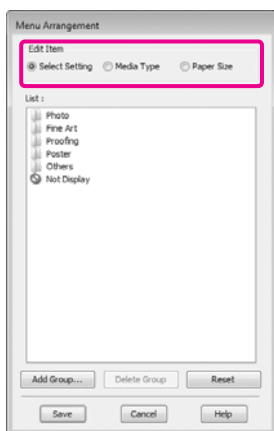 Menu Arrangement
Edit Item
Select Setting Media Type Paper Size
List :
Photo
Fine Art
Proofing
Poster
Others
Not Display
Add Group... Delete Group Reset
Save Cancel Help